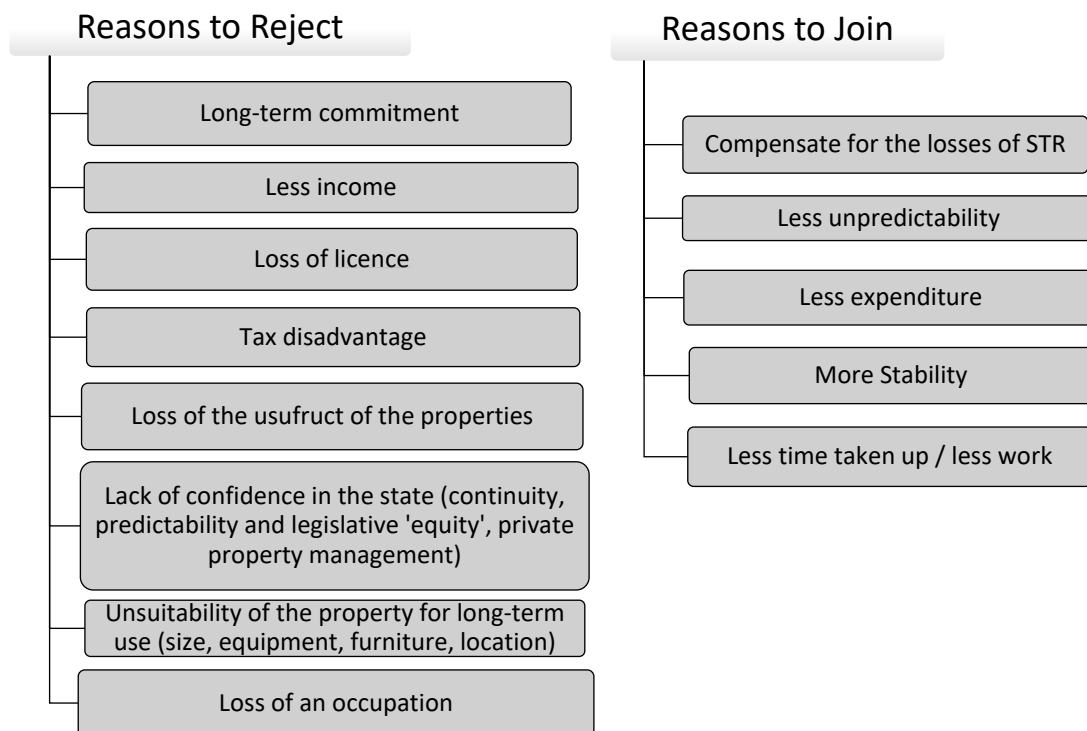 Reasons to Reject
Long-term commitment
Less income
Loss of licence
Tax disadvantage
Loss of the usufruct of the properties
Lack of confidence in the state (continuity,
predictability and legislative 'equity', private
property management)
Unsuitability of the property for long-term
use (size, equipment, furniture, location)
Loss of an occupation
Reasons to Join
Compensate for the losses of STR
Less unpredictability
Less expenditure
More Stability
Less time taken up / less work